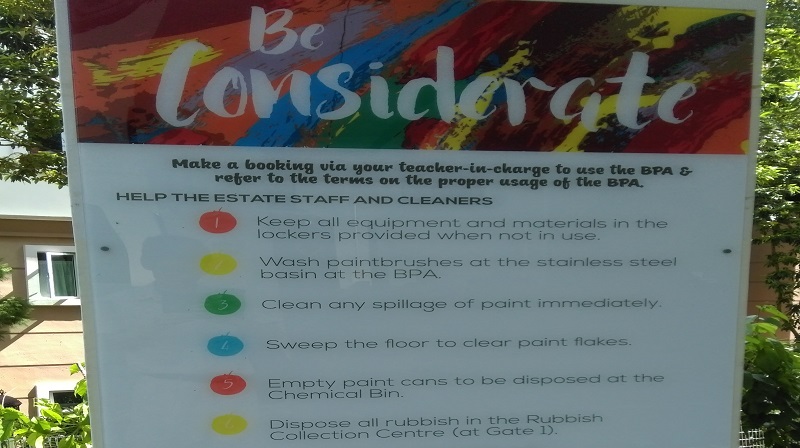 Be
Considerate
Make a booking via your teacher-in-charge to use the BPA &
refer to the terms on the proper usage of the BPA.
HELP THE ESTATE STAFF AND CLEANERS
1 Keep all equipment and materials in the
lockers provided when not in use.
Wash paintbrushes at the stainless steel
basin at the BPA.
3 Clean any spillage of paint immediately.
Sweep the floor to clear paint flakes.
5 Empty paint cans to be disposed at the
Chemical Bin.
Dispose all rubbish in the Rubbish
Collection Centre (at Gate 1).